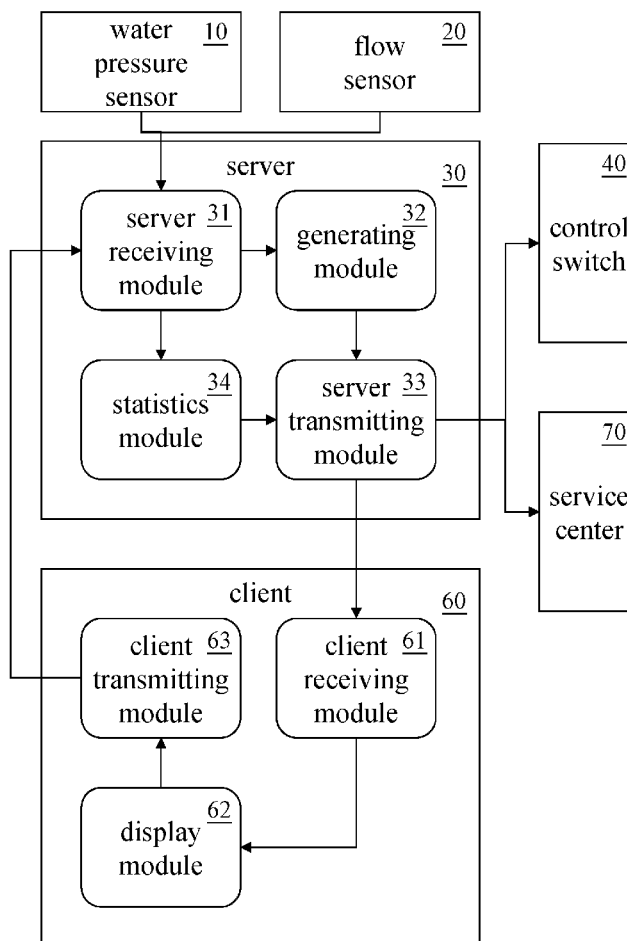 water
pressure
sensor
10
flow
sensor
20
server
30
server
receiving
module
31
generating
module
32
control
switch
40
statistics
module
34
server
transmitting
module
33
service
center
70
client
60
client
transmitting
module
63
client
receiving
module
61
display
module
62